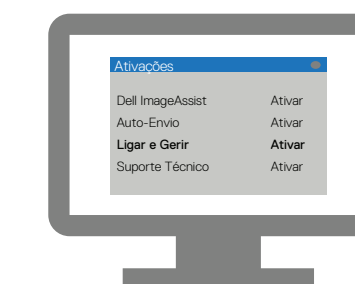 Ativações
Dell ImageAssist Ativar
Auto-Envio Ativar
Ligar e Gerir Ativar
Suporte Técnico Ativar